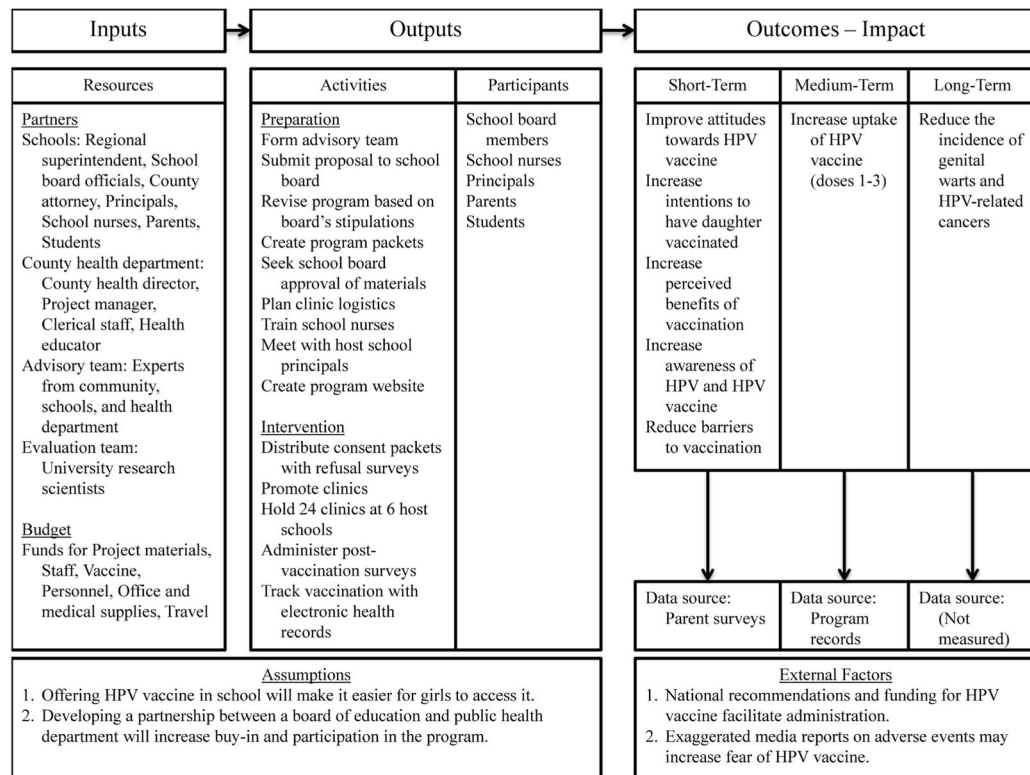 Inputs
Outputs
Outcomes – Impact
Resources
Partners
Schools: Regional
superintendent, School
board officials, County
attorney, Principals,
School nurses, Parents,
Students
County health department:
County health director,
Project manager,
Clerical staff, Health
educator
Advisory team: Experts
from community,
schools, and health
department
Evaluation team:
University research
scientists
Budget
Funds for Project materials,
Staff, Vaccine,
Personnel, Office and
medical supplies, Travel
Activities
Preparation
Form advisory team
Submit proposal to school
board
Revise program based on
board's stipulations
Create program packets
Seek school board
approval of materials
Plan clinic logistics
Train school nurses
Meet with host school
principals
Create program website
Intervention
Distribute consent packets
with refusal surveys
Promote clinics
Hold 24 clinics at 6 host
schools
Administer post-
vaccination surveys
Track vaccination with
electronic health
records
Participants
School board
members
School nurses
Principals
Parents
Students
Short-Term
Improve attitudes
towards HPV
vaccine
Increase
intentions to
have daughter
vaccinated
Increase
perceived
benefits of
vaccination
Increase
awareness of
HPV and HPV
vaccine
Reduce barriers
to vaccination
Medium-Term
Increase uptake
of HPV
vaccine
(doses 1-3)
Long-Term
Reduce the
incidence of
genital
warts and
HPV-related
cancers
Data source:
Parent surveys
Data source:
Program
records
Data source:
(Not
measured)
Assumptions
1. Offering HPV vaccine in school will make it easier for girls to access it.
2. Developing a partnership between a board of education and public health
department will increase buy-in and participation in the program.
External Factors
1. National recommendations and funding for HPV
vaccine facilitate administration.
2. Exaggerated media reports on adverse events may
increase fear of HPV vaccine.